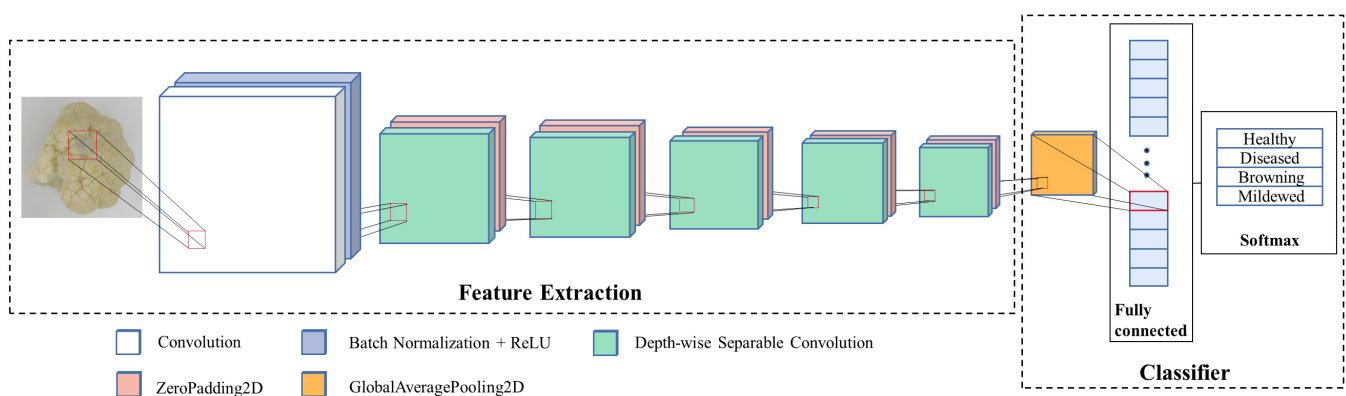 Healthy
Diseased
Browning
Mildewed
Softmax
Feature Extraction
Fully
connected
Classifier
Convolution
Batch Normalization + ReLU
Depth-wise Separable Convolution
ZeroPadding2D
GlobalAveragePooling2D